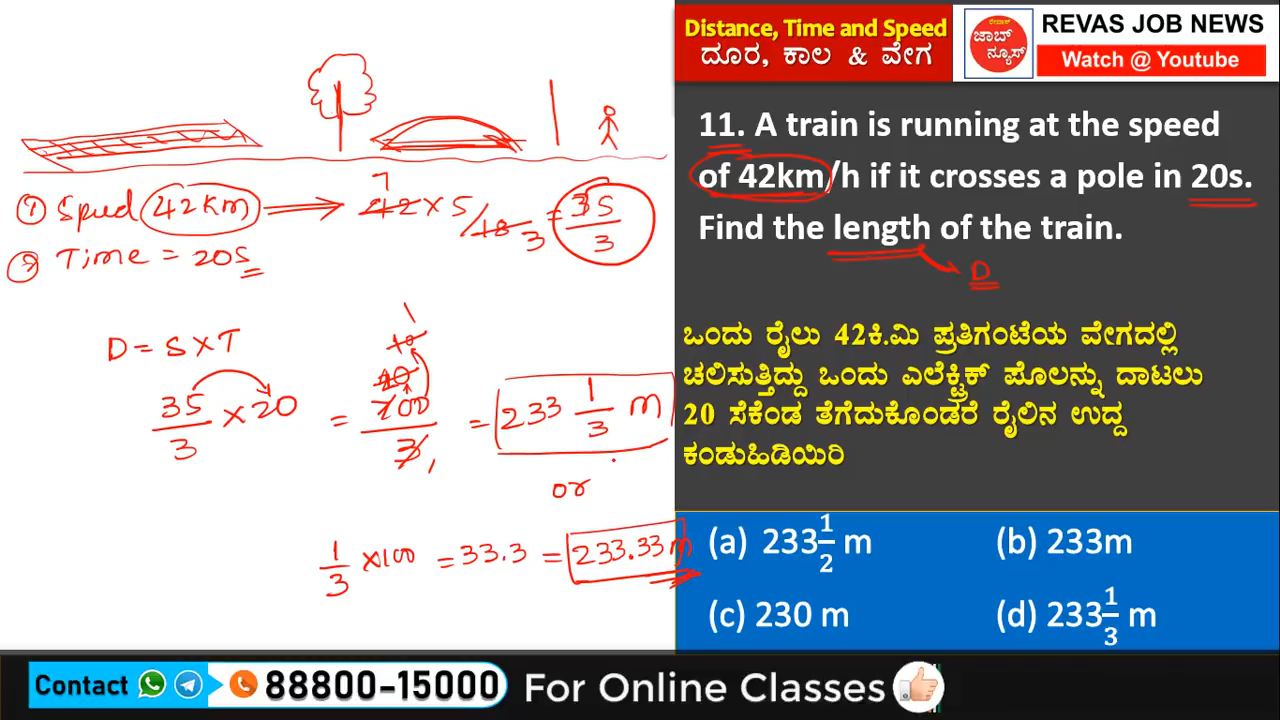 Distance, Time and Speed
ದೂರ, ಕಾಲ & ವೇಗ
ರೇವಾಸ್
ಜಾಬ್
ನ್ಯೂಸ್
REVAS JOB NEWS
Watch @ Youtube
11. A train is running at the speed
of 42km/h if it crosses a pole in 20s.
Find the length of the train.
D
ಒಂದು ರೈಲು 42ಕಿ.ಮಿ ಪ್ರತಿಗಂಟೆಯ ವೇಗದಲ್ಲಿ
ಚಲಿಸುತ್ತಿದ್ದು ಒಂದು ಎಲೆಕ್ಟ್ರಿಕ್ ಪೊಲನ್ನು ದಾಟಲು
20 ಸೆಕೆಂಡ ತೆಗೆದುಕೊಂಡರೆ ರೈಲಿನ ಉದ್ದ
ಕಂಡುಹಿಡಿಯಿರಿ
(a) 233 1/2 m (b) 233m
(c) 230 m (d) 233 1/3 m
① Speed 42Km ⟹ 7 42×5/18 3 = 35/3
② Time = 20s
D = S×T
35/3 × 20 = 700/3 = 233 1/3 m
or
1/3 ×100 = 33.3 = 233.33m
Contact 88800-15000 For Online Classes